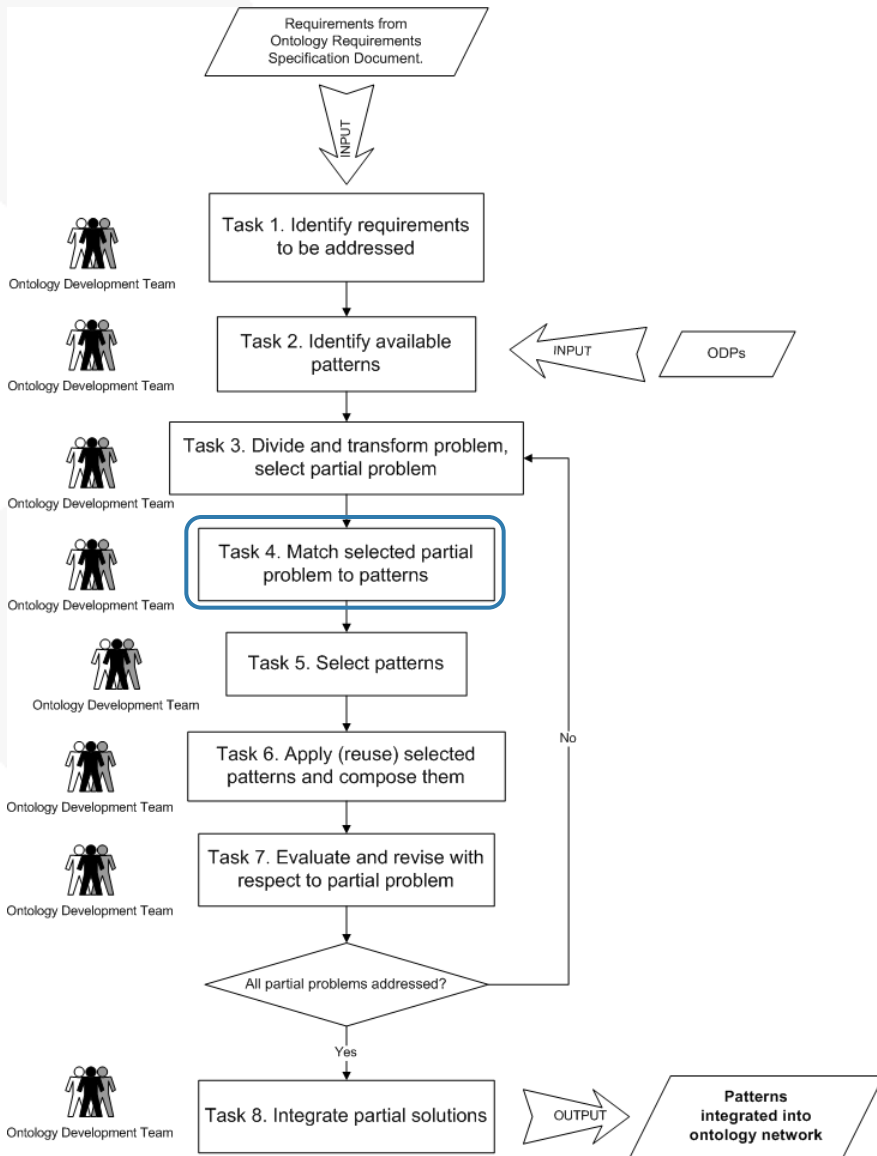 Requirements from
Ontology Requirements
Specification Document.
INPUT
Task 1. Identify requirements
to be addressed
Ontology Development Team
Task 2. Identify available
patterns
INPUT
ODPs
Ontology Development Team
Task 3. Divide and transform problem,
select partial problem
Ontology Development Team
Task 4. Match selected partial
problem to patterns
Ontology Development Team
Task 5. Select patterns
Ontology Development Team
No
Task 6. Apply (reuse) selected
patterns and compose them
Ontology Development Team
Task 7. Evaluate and revise with
respect to partial problem
Ontology Development Team
All partial problems addressed?
Yes
Task 8. Integrate partial solutions
Ontology Development Team
OUTPUT
Patterns
integrated into
ontology network